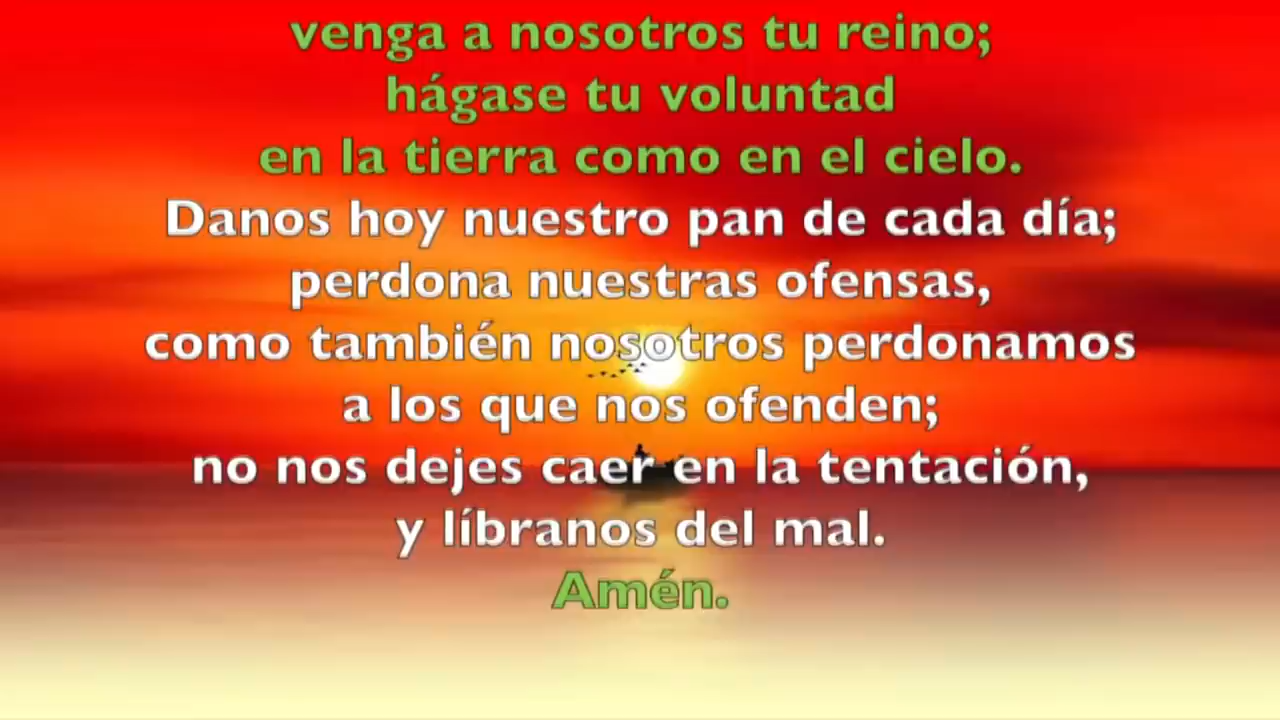 venga a nosotros tu reino;
hágase tu voluntad
en la tierra como en el cielo.
Danos hoy nuestro pan de cada día;
perdona nuestras ofensas,
como también nosotros perdonamos
a los que nos ofenden;
no nos dejes caer en la tentación,
y líbranos del mal.
Amén.